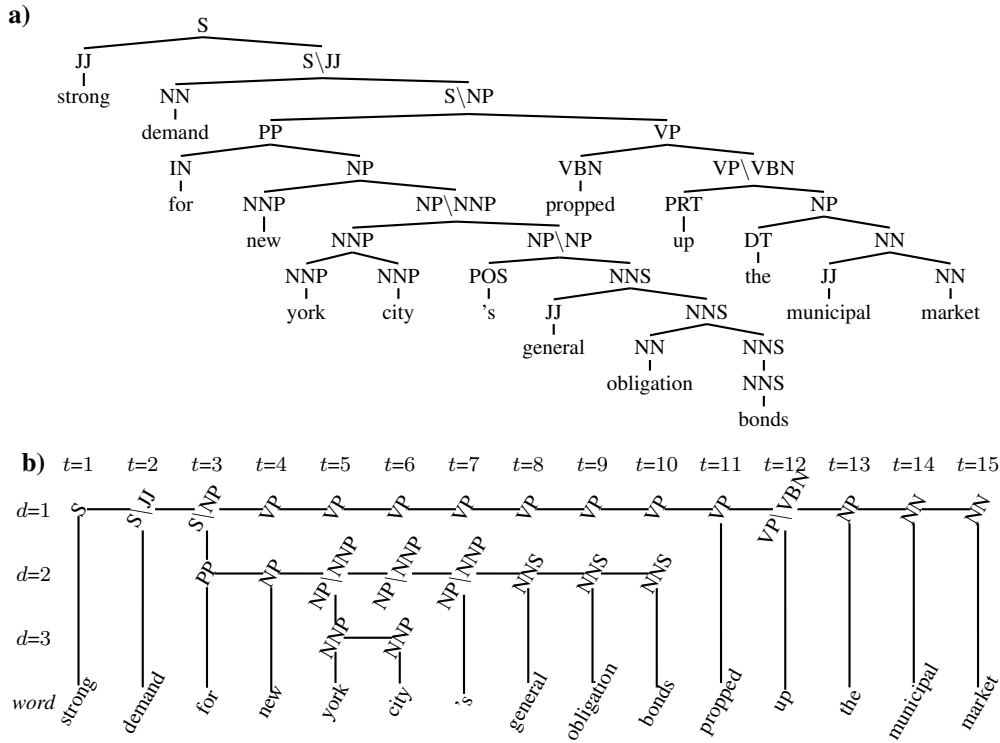 a)
S
JJ S\JJ
strong NN S\NP
demand PP VP
IN NP VBN VP\VBN
for NNP NP\NNP propped PRT NP
new NNP NP\NP up DT NN
NNP NNP POS NNS the JJ NN
york city 's JJ NNS municipal market
general NN NNS
obligation NNS
bonds
b) t=1 t=2 t=3 t=4 t=5 t=6 t=7 t=8 t=9 t=10 t=11 t=12 t=13 t=14 t=15
d=1 S S\JJ S\NP VP VP VP VP VP VP VP VP VP\VBN NP NN NN
d=2 PP NP NP\NNP NP\NNP NP\NNP NNS NNS NNS
d=3 NNP NNP
word strong demand for new york city 's general obligation bonds propped up the municipal market